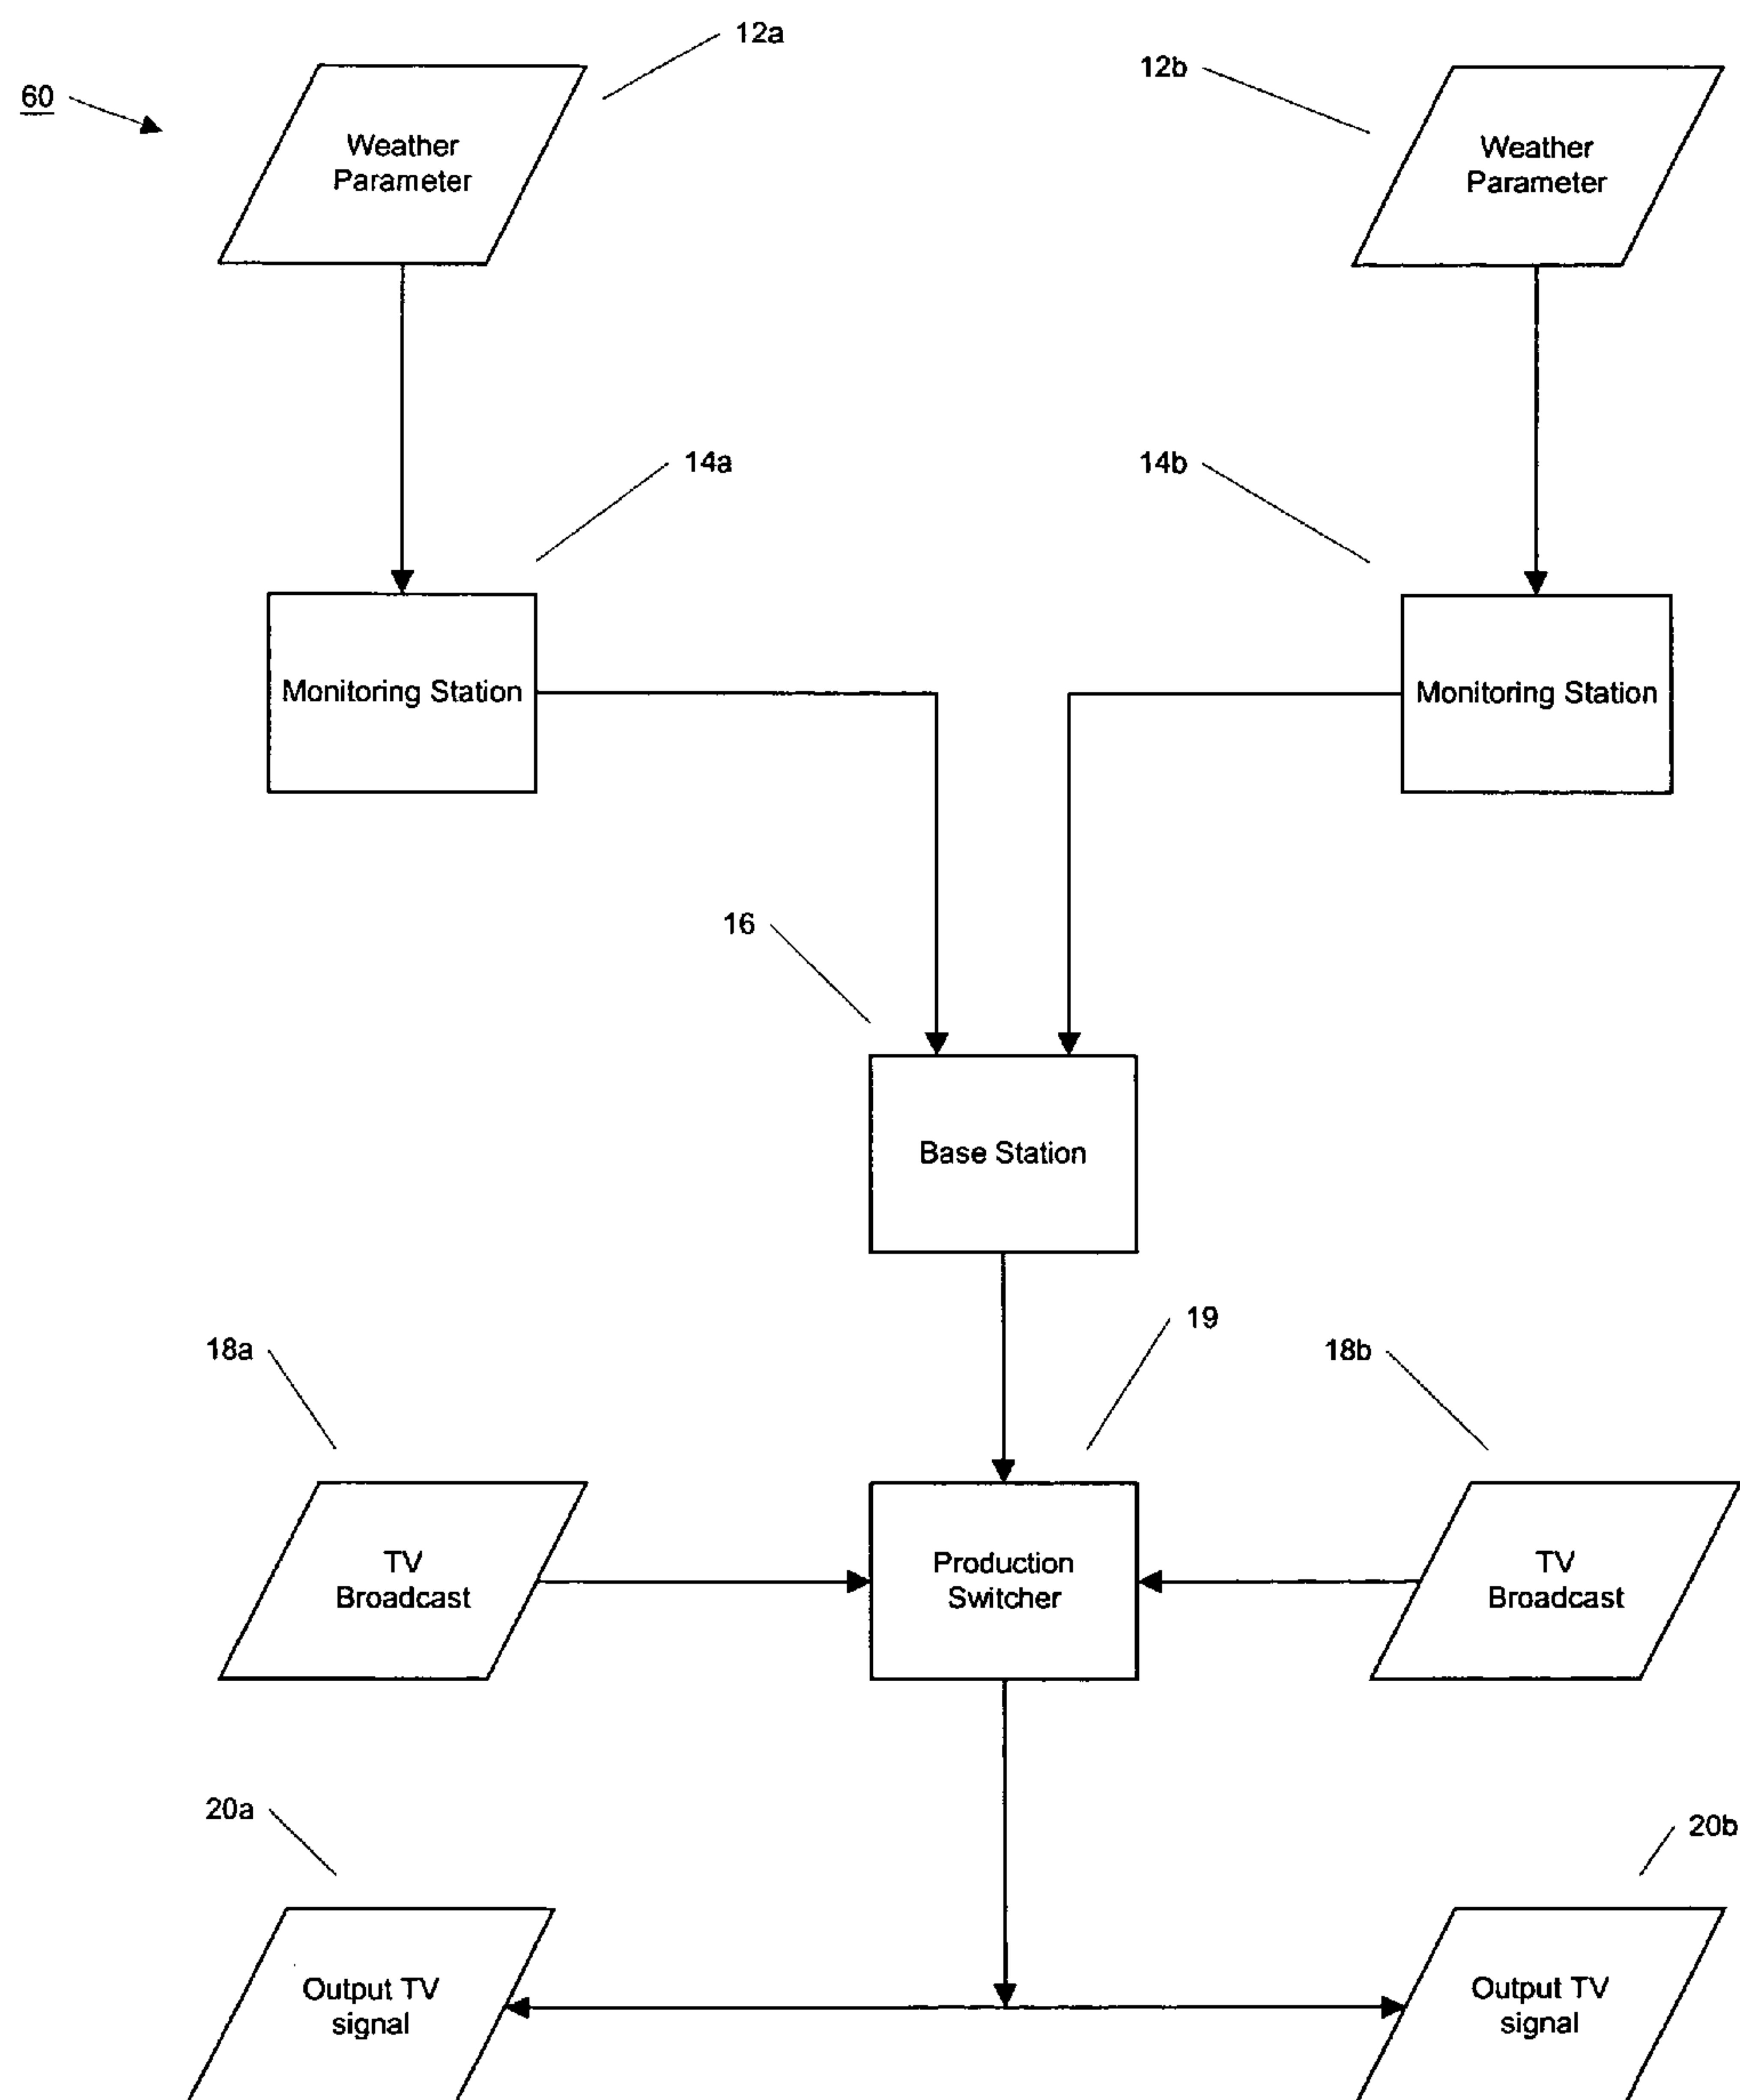 12a
12b
60
Weather
Parameter
Weather
Parameter
14a
14b
Monitoring Station
Monitoring Station
16
Base Station
19
18a
18b
TV
Broadcast
Production
Switcher
TV
Broadcast
20a
20b
Output TV
signal
Output TV
signal